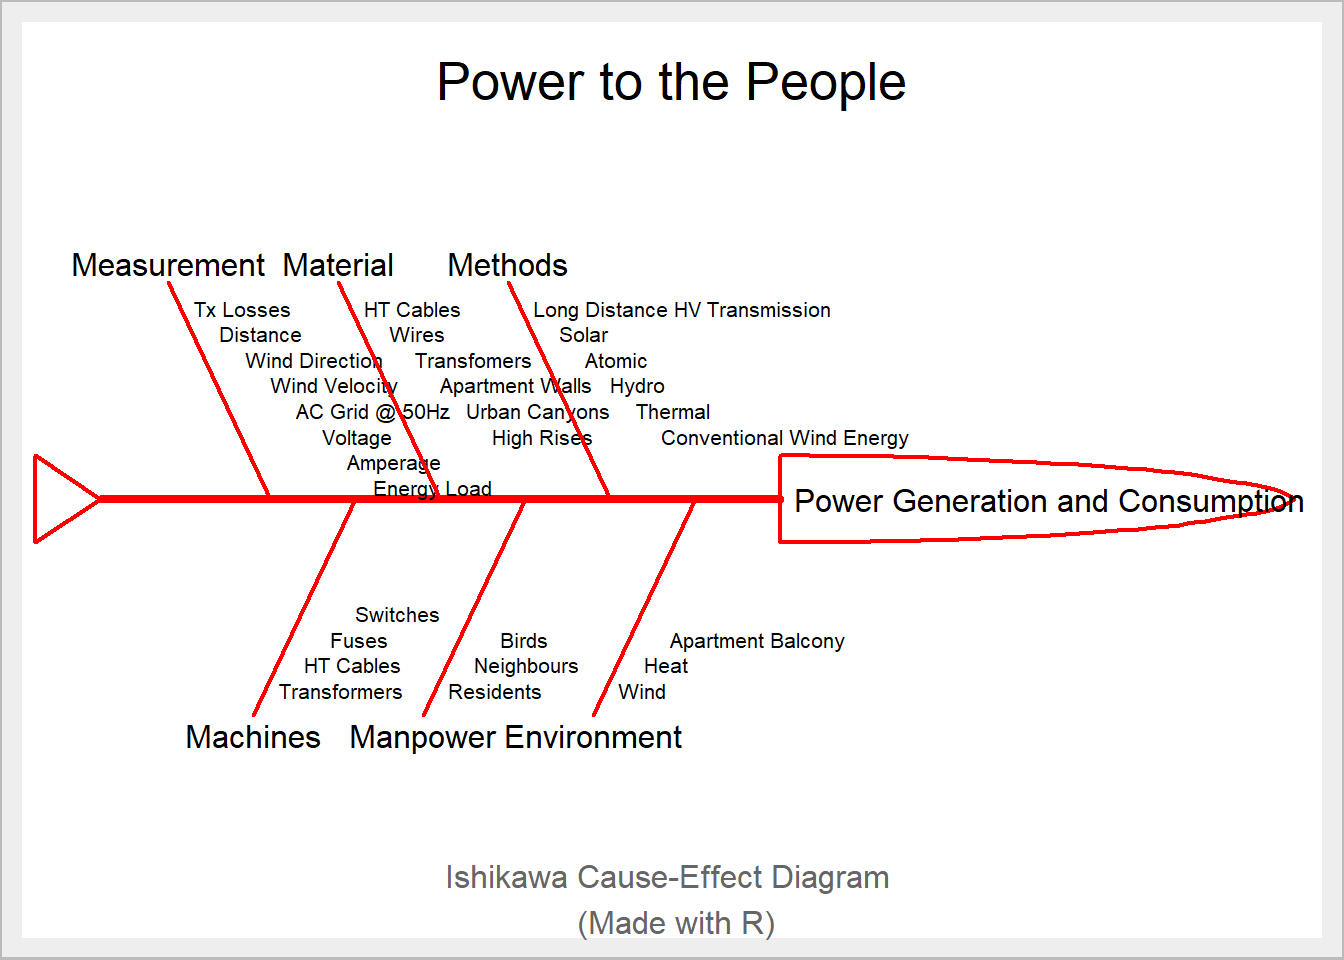 Power to the People
Measurement
Material
Methods
Tx Losses
Distance
Wind Direction
Wind Velocity
AC Grid @ 50Hz
Voltage
Amperage
Energy Load
HT Cables
Wires
Transfomers
Apartment Walls
Urban Canyons
High Rises
Long Distance HV Transmission
Solar
Atomic
Hydro
Thermal
Conventional Wind Energy
Power Generation and Consumption
Switches
Fuses
HT Cables
Transformers
Birds
Neighbours
Residents
Apartment Balcony
Heat
Wind
Machines
Manpower
Environment
Ishikawa Cause-Effect Diagram
(Made with R)